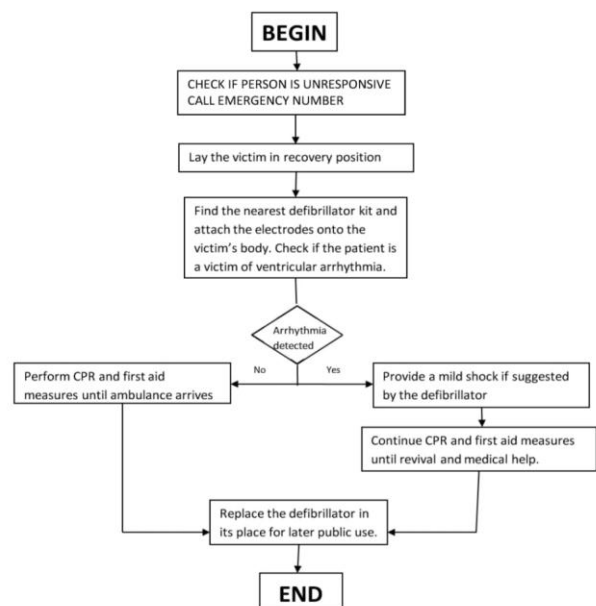 BEGIN
CHECK IF PERSON IS UNRESPONSIVE
CALL EMERGENCY NUMBER
Lay the victim in recovery position
Find the nearest defibrillator kit and
attach the electrodes onto the
victim's body. Check if the patient is
a victim of ventricular arrhythmia.
Arrhythmia
detected
No
Yes
Perform CPR and first aid
measures until ambulance arrives
Provide a mild shock if suggested
by the defibrillator
Continue CPR and first aid measures
until revival and medical help.
Replace the defibrillator in
its place for later public use.
END